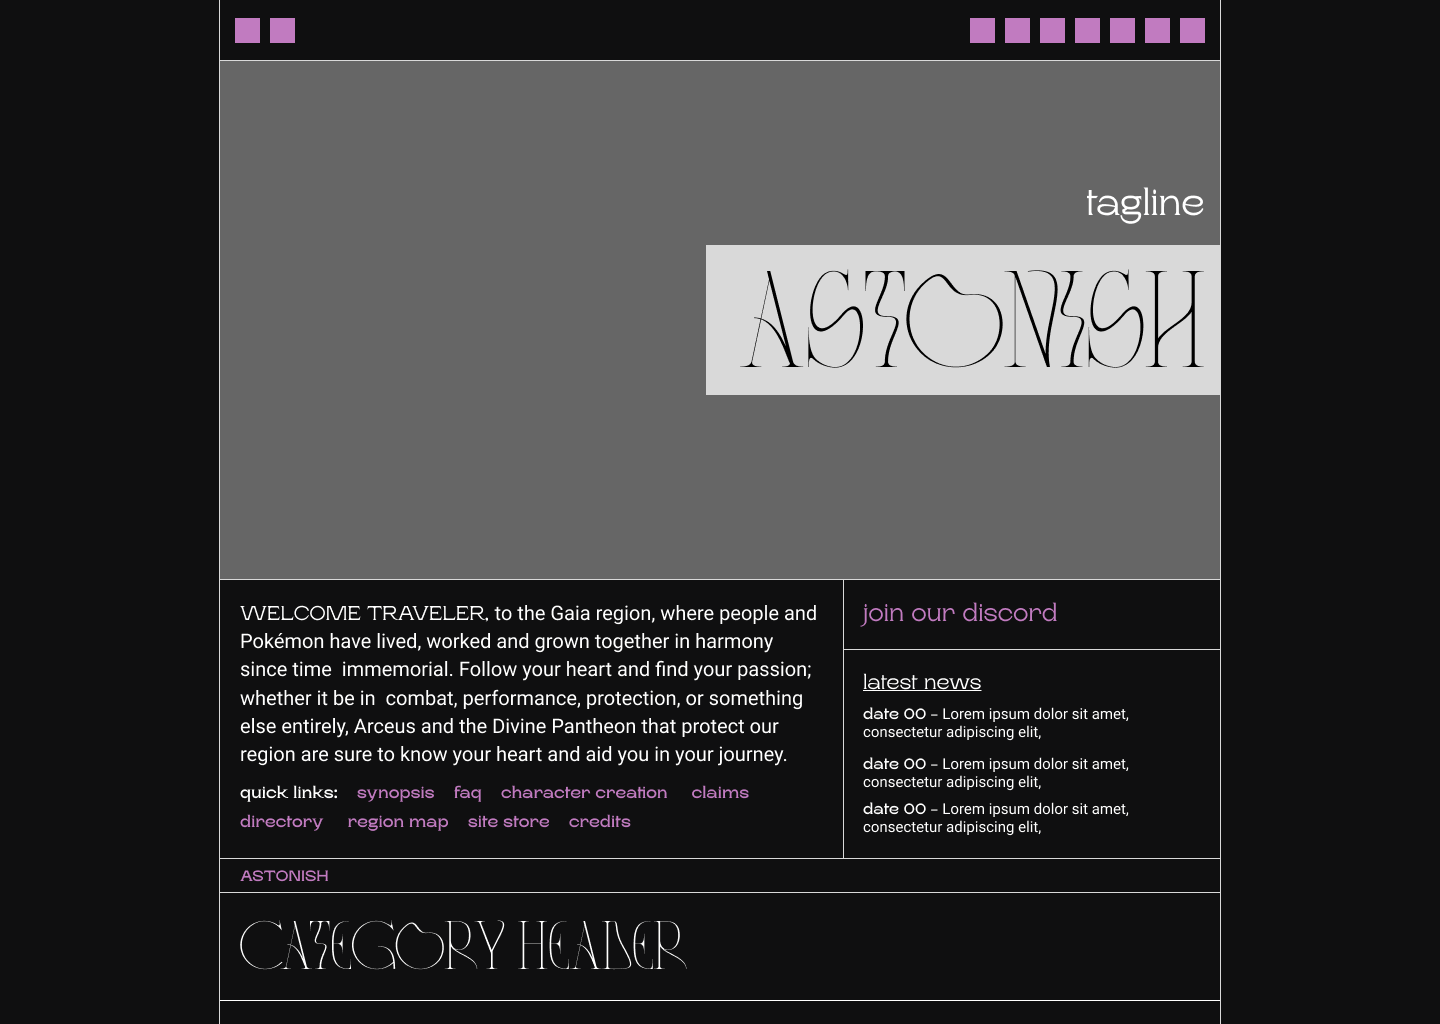 tagline
ASTONISH
WELCOME TRAVELER, to the Gaia region, where people and
Pokémon have lived, worked and grown together in harmony
since time immemorial. Follow your heart and find your passion;
whether it be in combat, performance, protection, or something
else entirely, Arceus and the Divine Pantheon that protect our
region are sure to know your heart and aid you in your journey.
quick links: synopsis faq character creation claims
directory region map site store credits
join our discord
latest news
date 00 – Lorem ipsum dolor sit amet,
consectetur adipiscing elit,
date 00 – Lorem ipsum dolor sit amet,
consectetur adipiscing elit,
date 00 – Lorem ipsum dolor sit amet,
consectetur adipiscing elit,
ASTONISH
CATEGORY HEADER